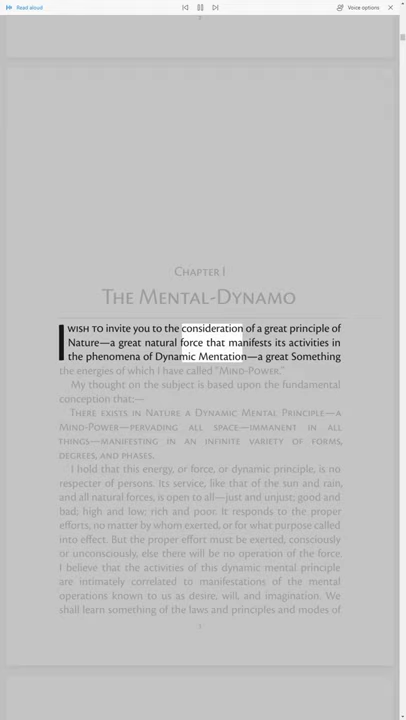 Read aloud
Voice options
2
CHAPTER I
THE MENTAL-DYNAMO
I WISH TO invite you to the consideration of a great principle of
Nature—a great natural force that manifests its activities in
the phenomena of Dynamic Mentation—a great Something
the energies of which I have called "MIND-POWER."
My thought on the subject is based upon the fundamental
conception that:—
THERE EXISTS IN NATURE A DYNAMIC MENTAL PRINCIPLE—A
MIND-POWER—PERVADING ALL SPACE—IMMANENT IN ALL
THINGS—MANIFESTING IN AN INFINITE VARIETY OF FORMS,
DEGREES, AND PHASES.
I hold that this energy, or force, or dynamic principle, is no
respecter of persons. Its service, like that of the sun and rain,
and all natural forces, is open to all—just and unjust; good and
bad; high and low; rich and poor. It responds to the proper
efforts, no matter by whom exerted, or for what purpose called
into effect. But the proper effort must be exerted, consciously
or unconsciously, else there will be no operation of the force.
I believe that the activities of this dynamic mental principle
are intimately correlated to manifestations of the mental
operations known to us as desire, will, and imagination. We
shall learn something of the laws and principles and modes of